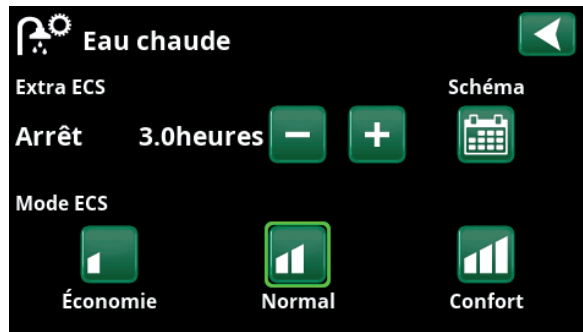 Eau chaude
Extra ECS
Schéma
Arrêt 3.0heures − +
Mode ECS
Économie Normal Confort